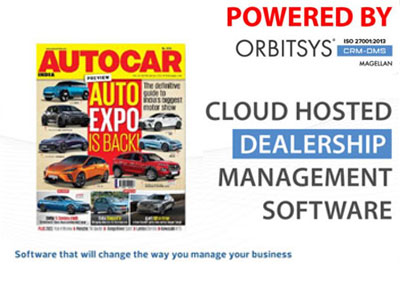 POWERED BY
ORBITSYS®
ISO 27001:2013
CRM-DMS
MAGELLAN
AUTOCAR
INDIA
PREVIEW
AUTO
EXPO
IS BACK!
The definitive
guide to
India's biggest
motor show
CLOUD HOSTED
DEALERSHIP
MANAGEMENT
SOFTWARE
Software that will change the way you manage your business